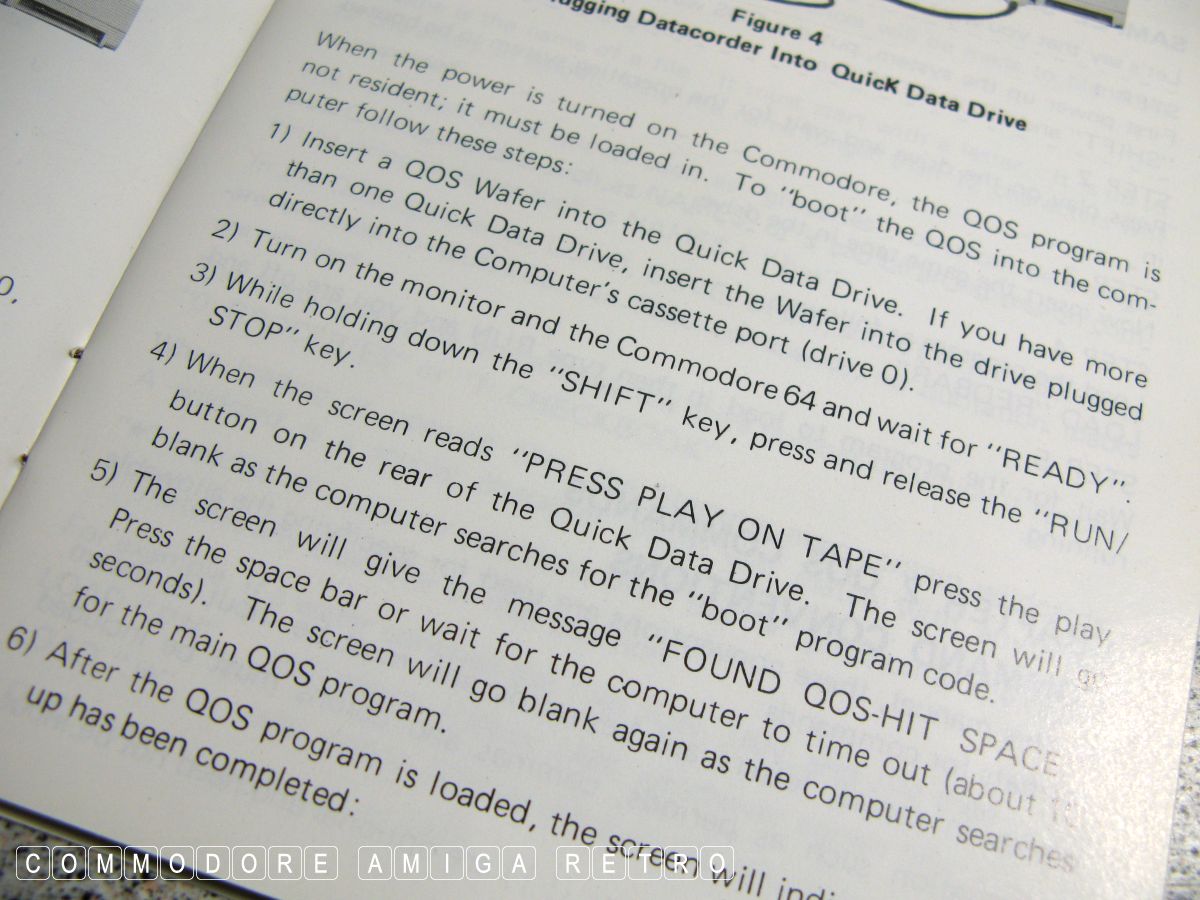 Figure 4
ugging Datacorder Into Quick Data Drive
When the power is turned on the Commodore, the QOS program is
not resident; it must be loaded in. To "boot" the QOS into the com-
puter follow these steps:
1) Insert a QOS Wafer into the Quick Data Drive. If you have more
than one Quick Data Drive, insert the Wafer into the drive plugged
directly into the Computer's cassette port (drive 0).
2) Turn on the monitor and the Commodore 64 and wait for "READY".
3) While holding down the "SHIFT" key, press and release the "RUN/
STOP" key.
4) When the screen reads "PRESS PLAY ON TAPE" press the play
button on the rear of the Quick Data Drive. The screen will go
blank as the computer searches for the "boot" program code.
5) The screen will give the message "FOUND QOS-HIT SPACE
Press the space bar or wait for the computer to time out (about
seconds). The screen will go blank again as the computer searches
for the main QOS program.
6) After the QOS program is loaded, the screen will indi
up has been completed:
0,
COMMODORE AMIGA RETRO